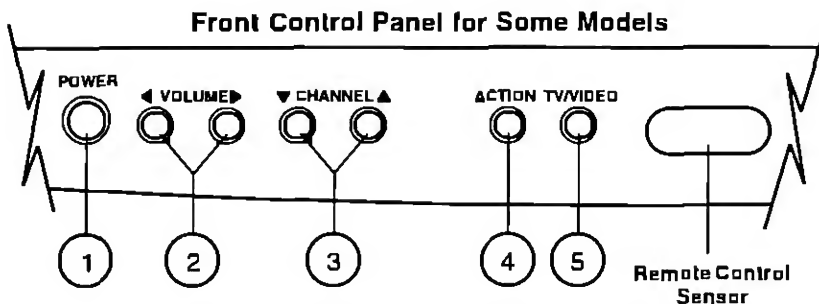 Front Control Panel for Some Models
POWER
◀ VOLUME▶
▼ CHANNEL▲
ACTION TV/VIDEO
1
2
3
4
5
Remote Control
Sensor